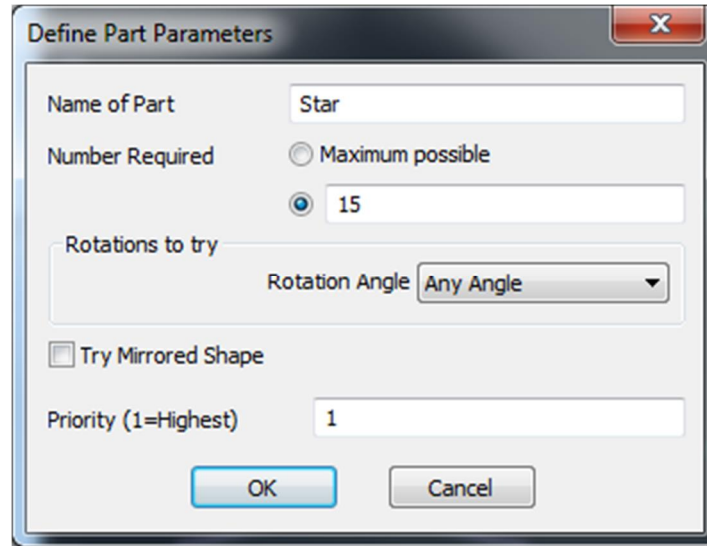 Define Part Parameters
Name of Part Star
Number Required Maximum possible
15
Rotations to try
Rotation Angle Any Angle
Try Mirrored Shape
Priority (1=Highest) 1
OK Cancel